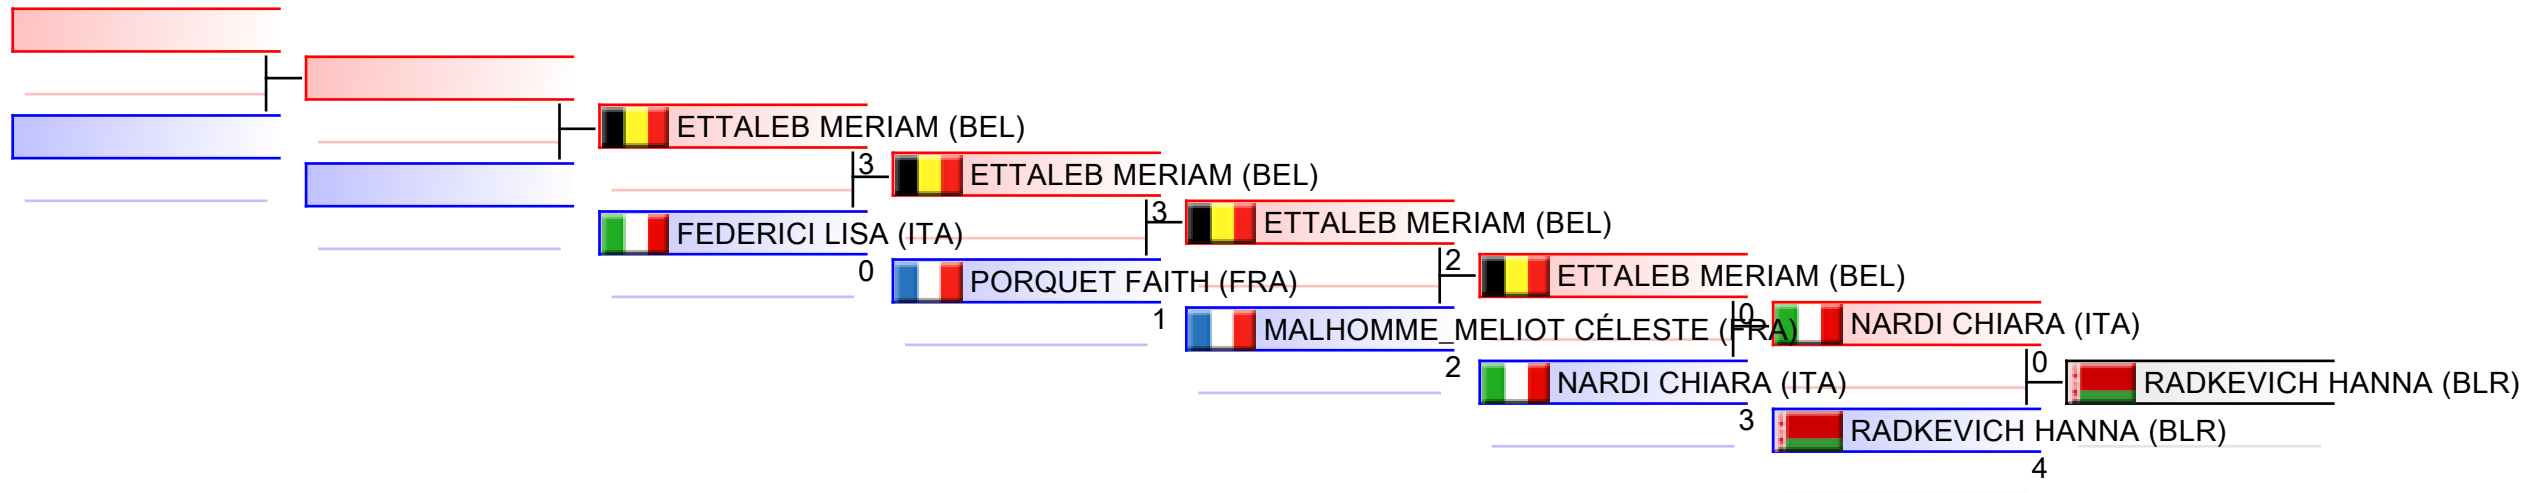 ETTALEB MERIAM (BEL)
3
FEDERICI LISA (ITA)
0
ETTALEB MERIAM (BEL)
3
PORQUET FAITH (FRA)
1
ETTALEB MERIAM (BEL)
2
MALHOMME_MELIOT CÉLESTE (FRA)
2
ETTALEB MERIAM (BEL)
0
NARDI CHIARA (ITA)
3
NARDI CHIARA (ITA)
0
RADKEVICH HANNA (BLR)
4
RADKEVICH HANNA (BLR)